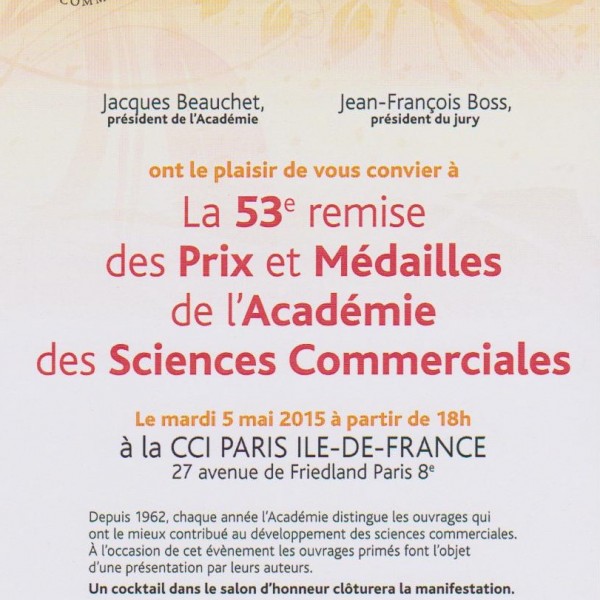 COMM
Jacques Beauchet, Jean-François Boss,
président de l'Académie président du jury
ont le plaisir de vous convier à
La 53e remise
des Prix et Médailles
de l'Académie
des Sciences Commerciales
Le mardi 5 mai 2015 à partir de 18h
à la CCI PARIS ILE-DE-FRANCE
27 avenue de Friedland Paris 8e
Depuis 1962, chaque année l'Académie distingue les ouvrages qui
ont le mieux contribué au développement des sciences commerciales.
À l'occasion de cet évènement les ouvrages primés font l'objet
d'une présentation par leurs auteurs.
Un cocktail dans le salon d'honneur clôturera la manifestation.